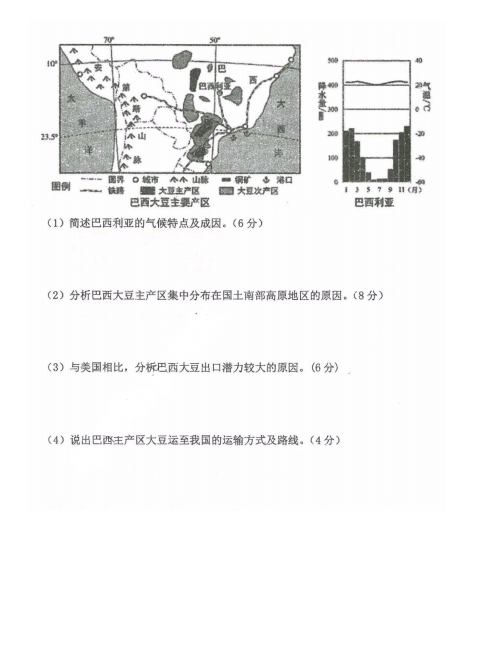 70° 50°
10°
安
第
斯
山
脉
太
平
洋
巴
西
巴西利亚
大
西
洋
23.5°
图例 国界 城市 山脉 铜矿 港口
铁路 大豆主产区 大豆次产区
巴西大豆主要产区
500 40
降水量/㎜ 400 20 气温/℃
300 0
200 -20
100 -40
0 -60
1 3 5 7 9 11(月)
巴西利亚
(1)简述巴西利亚的气候特点及成因。(6分)
(2)分析巴西大豆主产区集中分布在国土南部高原地区的原因。(8分)
(3)与美国相比，分析巴西大豆出口潜力较大的原因。(6分)
(4)说出巴西主产区大豆运至我国的运输方式及路线。(4分)